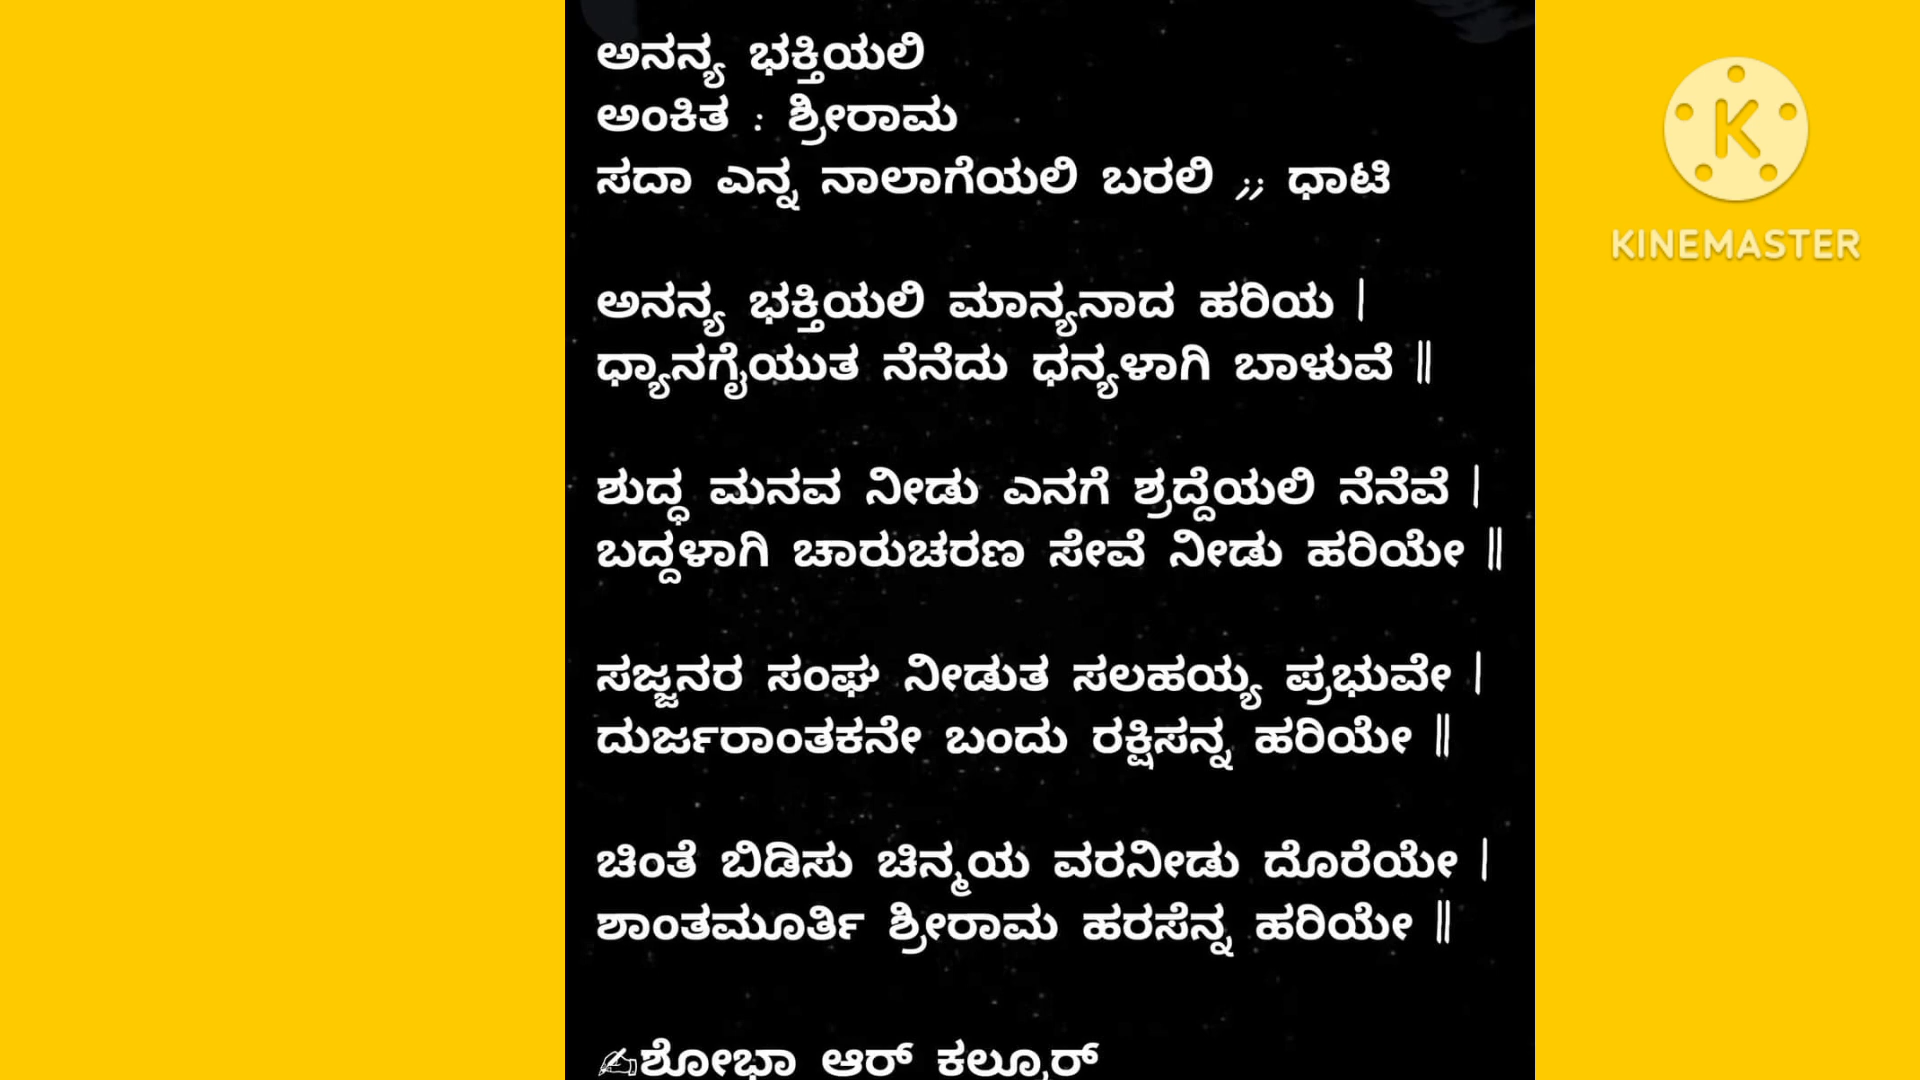 ಅನನ್ಯ ಭಕ್ತಿಯಲಿ
ಅಂಕಿತ : ಶ್ರೀರಾಮ
ಸದಾ ಎನ್ನ ನಾಲಾಗೆಯಲಿ ಬರಲಿ ,,ಃ ಧಾಟಿ
ಅನನ್ಯ ಭಕ್ತಿಯಲಿ ಮಾನ್ಯನಾದ ಹರಿಯ |
ಧ್ಯಾನಗೈಯುತ ನೆನೆದು ಧನ್ಯಳಾಗಿ ಬಾಳುವೆ ||
ಶುದ್ಧ ಮನವ ನೀಡು ಎನಗೆ ಶ್ರದ್ದೆಯಲಿ ನೆನೆವೆ |
ಬದ್ದಳಾಗಿ ಚಾರುಚರಣ ಸೇವೆ ನೀಡು ಹರಿಯೇ ||
ಸಜ್ಜನರ ಸಂಘ ನೀಡುತ ಸಲಹಯ್ಯ ಪ್ರಭುವೇ |
ದುರ್ಜರಾಂತಕನೇ ಬಂದು ರಕ್ಷಿಸನ್ನ ಹರಿಯೇ ||
ಚಿಂತೆ ಬಿಡಿಸು ಚಿನ್ಮಯ ವರನೀಡು ದೊರೆಯೇ |
ಶಾಂತಮೂರ್ತಿ ಶ್ರೀರಾಮ ಹರಸೆನ್ನ ಹರಿಯೇ ||
✍ಶೋಭಾ ಆರ್ ಕಲ್ಕೂರ್
K
KINEMASTER